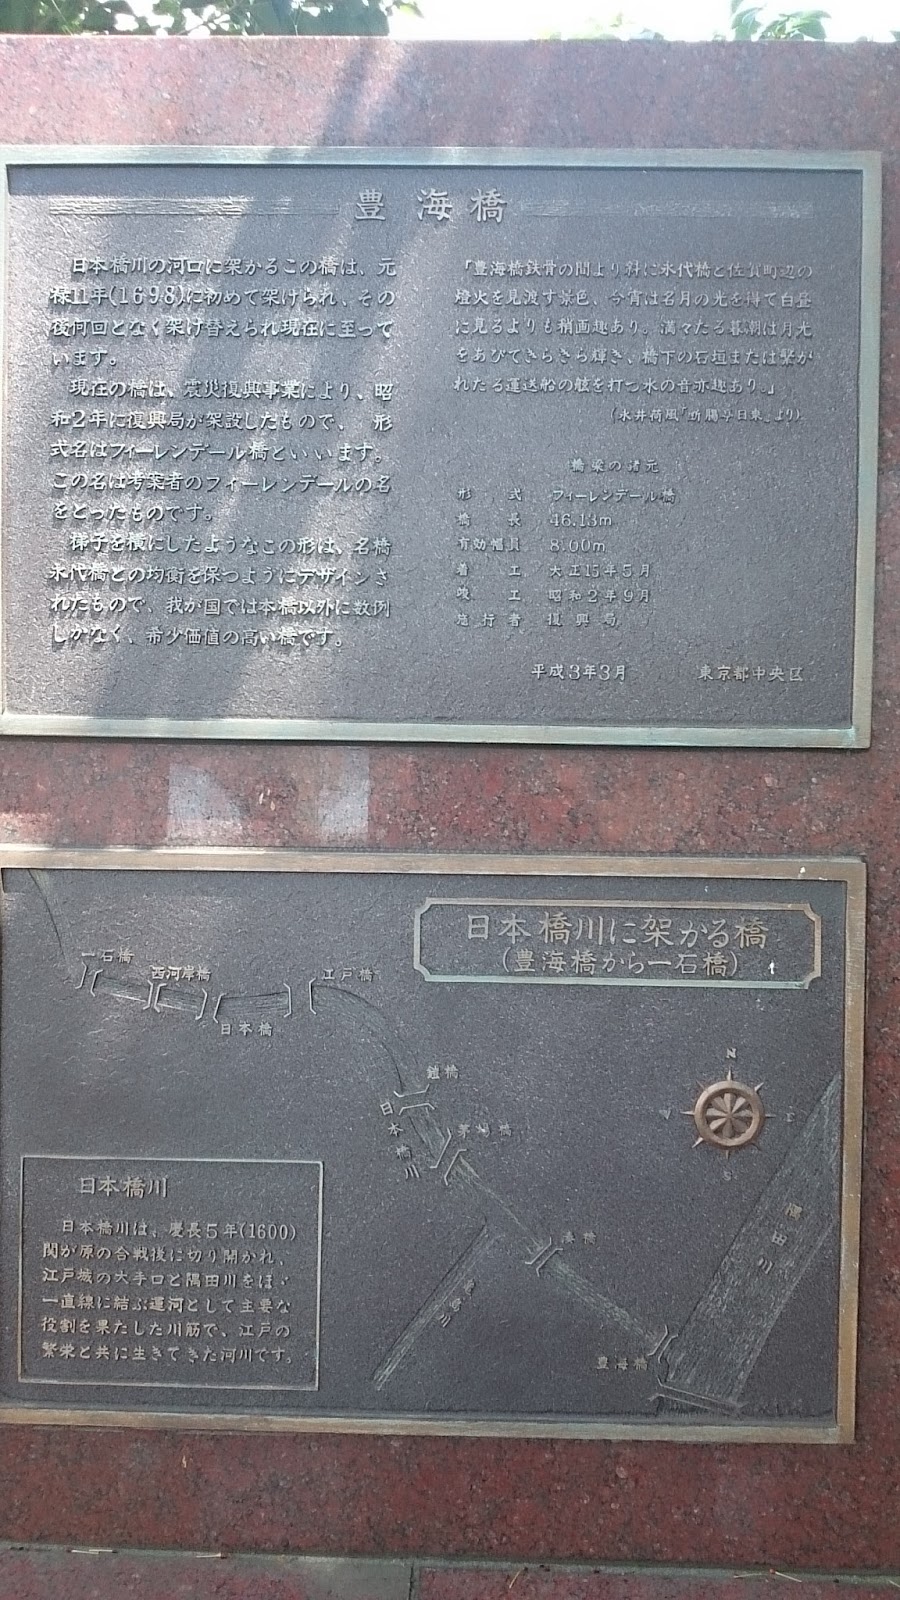 豊海橋
日本橋川の河口に架かるこの橋は、元
禄11年(1698)に初めて架けられ、その
後何回となく架け替えられ現在に至って
います。
現在の橋は、震災復興事業により、昭
和2年に復興局が架設したもので、 形
式名はフィーレンデール橋といいます。
この名は考案者のフィーレンデールの名
をとったものです。
梯子を横にしたようなこの形は、名橋
永代橋との均衡を保つようにデザインさ
れたもので、我が国では本橋以外に数例
しかなく、希少価値の高い橋です。
「豊海橋鉄骨の間より斜に永代橋と佐賀町辺の
燈火を見渡す景色、今宵は名月の光を得て白昼
に見るよりも稍画趣あり。満々たる暮潮は月光
をあびてきらきら輝き、橋下の石垣または繋が
れたる運送船の舷を打つ水の音亦趣あり。」
(永井荷風「断腸亭日乗」より)
橋梁の諸元
形式 フィーレンデール橋
橋長 46.13m
有効幅員 8.00m
着工 大正15年5月
竣工 昭和2年9月
施行者 復興局
平成3年3月 東京都中央区
日本橋川に架かる橋
(豊海橋から一石橋)
一石橋
西河岸橋
日本橋
江戸橋
鎧橋
日本橋川
茅場橋
湊橋
豊海橋
亀島川
隅田川
N
S
日本橋川
日本橋川は、慶長5年(1600)
関が原の合戦後に切り開かれ、
江戸城の大手口と隅田川をほゞ
一直線に結ぶ運河として主要な
役割を果たした川筋で、江戸の
繁栄と共に生きてきた河川です。